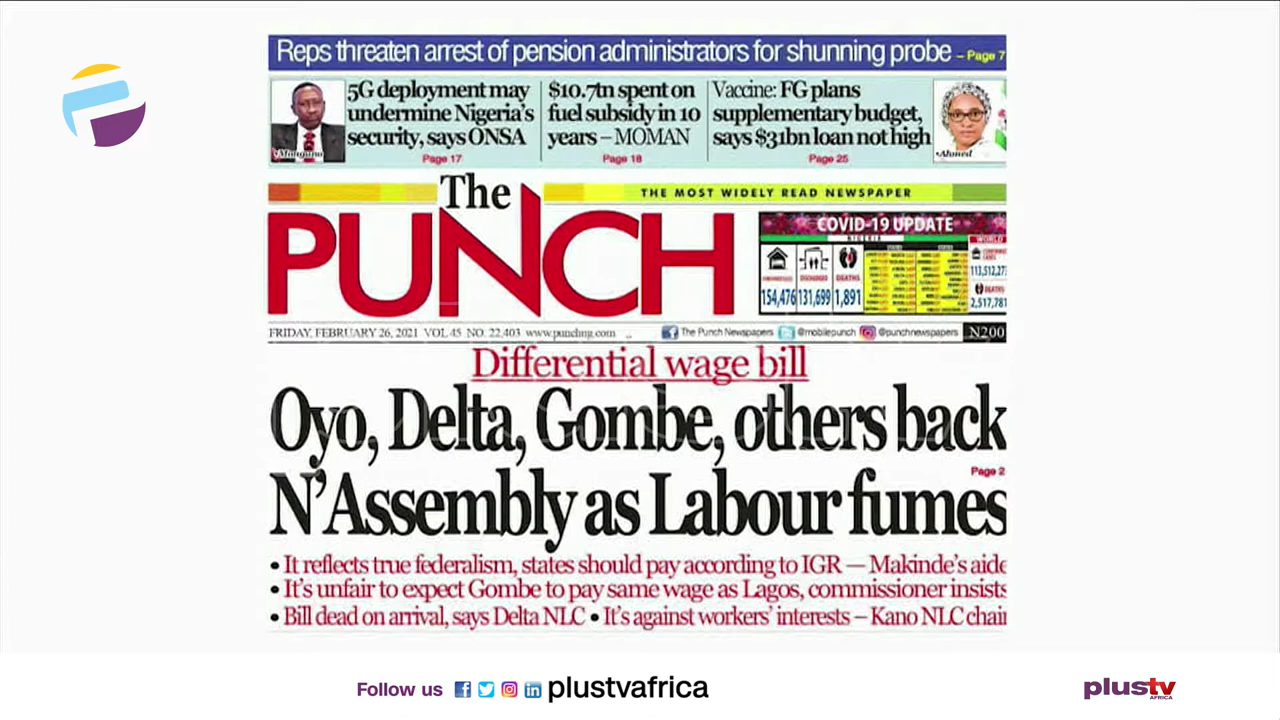 Reps threaten arrest of pension administrators for shunning probe – Page 7
5G deployment may
undermine Nigeria's
security, says ONSA
Page 17
Monguno
$10.7tn spent on
fuel subsidy in 10
years – MOMAN
Page 18
Vaccine: FG plans
supplementary budget,
says $31bn loan not high
Page 25
Ahmed
The
PUNCH
THE MOST WIDELY READ NEWSPAPER
COVID-19 UPDATE
NIGERIA
WORLD
DEATHS
154,476 131,699 1,891
113,512,27
DEATHS
2,517,781
FRIDAY, FEBRUARY 26, 2021 VOL 45 NO. 22,403 www.punchng.com
The Punch Newspapers @mobilepunch @punchnewspapers N200
Differential wage bill
Oyo, Delta, Gombe, others back
Page 2
N'Assembly as Labour fumes
• It reflects true federalism, states should pay according to IGR — Makinde's aide
• It's unfair to expect Gombe to pay same wage as Lagos, commissioner insists
• Bill dead on arrival, says Delta NLC • It's against workers' interests – Kano NLC chair
Follow us plustvafrica
plustv
AFRICA